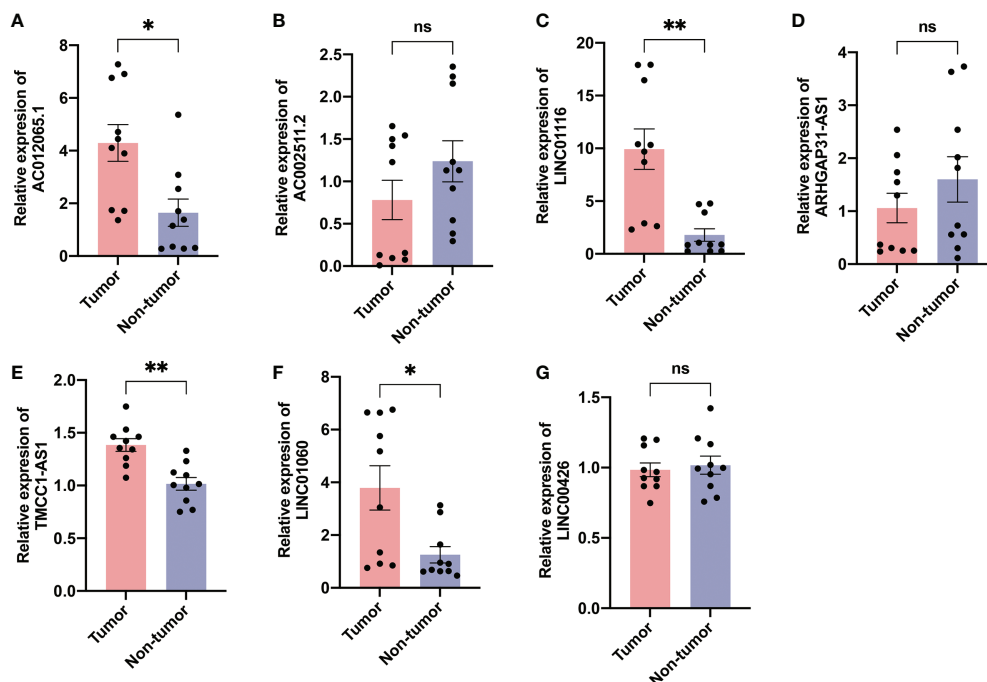 A
Relative expresion of
AC012065.1
*
8
6
4
2
0
Tumor
Non-tumor
B
Relative expresion of
AC002511.2
ns
2.5
2.0
1.5
1.0
0.5
0.0
Tumor
Non-tumor
C
Relative expresion of
LINC01116
**
20
15
10
5
0
Tumor
Non-tumor
D
Relative expresion of
ARHGAP31-AS1
ns
4
3
2
1
0
Tumor
Non-tumor
E
Relative expresion of
TMCC1-AS1
**
2.0
1.5
1.0
0.5
0.0
Tumor
Non-tumor
F
Relative expresion of
LINC01060
*
8
6
4
2
0
Tumor
Non-tumor
G
Relative expresion of
LINC00426
ns
1.5
1.0
0.5
0.0
Tumor
Non-tumor